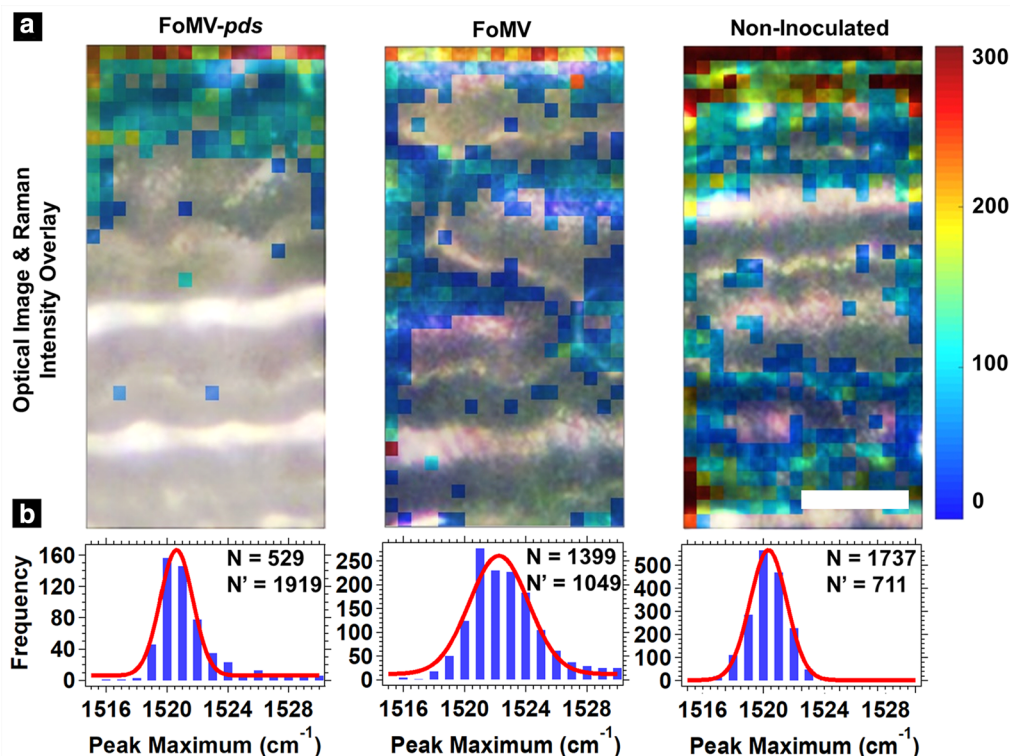 a
FoMV-pds
FoMV
Non-Inoculated
Optical Image & Raman
Intensity Overlay
300
200
100
0
b
Frequency
160
120
80
40
0
N = 529
N' = 1919
1516 1520 1524 1528
Peak Maximum (cm-1)
250
200
150
100
50
0
N = 1399
N' = 1049
1516 1520 1524 1528
Peak Maximum (cm-1)
500
400
300
200
100
0
N = 1737
N' = 711
1516 1520 1524 1528
Peak Maximum (cm-1)